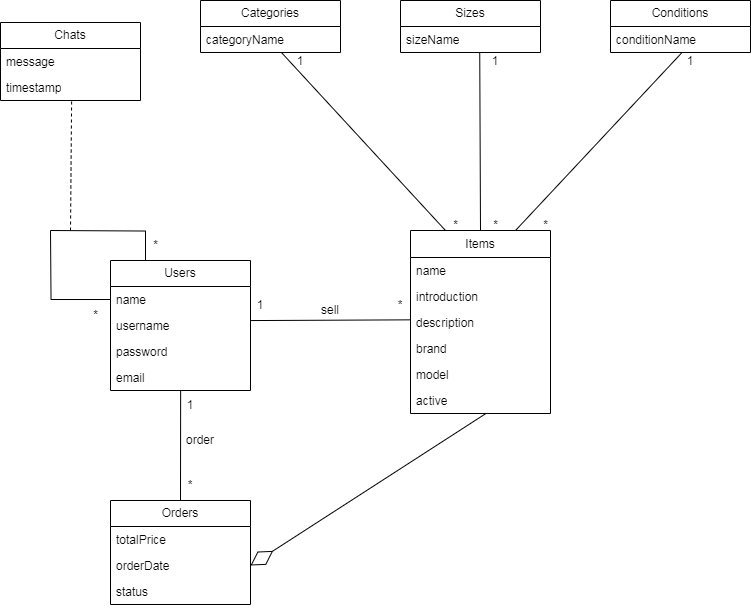 Categories
categoryName
1
Sizes
sizeName
1
Conditions
conditionName
1
Chats
message
timestamp
*
*
*
*
*
Users
name
username
password
email
1
sell
*
Items
name
introduction
description
brand
model
active
1
order
*
Orders
totalPrice
orderDate
status